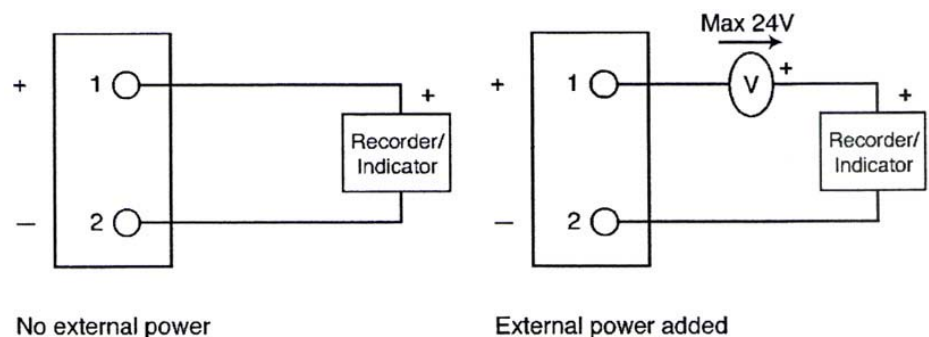 +
1
+
Recorder/
Indicator
–
2
No external power
Max 24V
+
1
V
+
+
Recorder/
Indicator
–
2
External power added